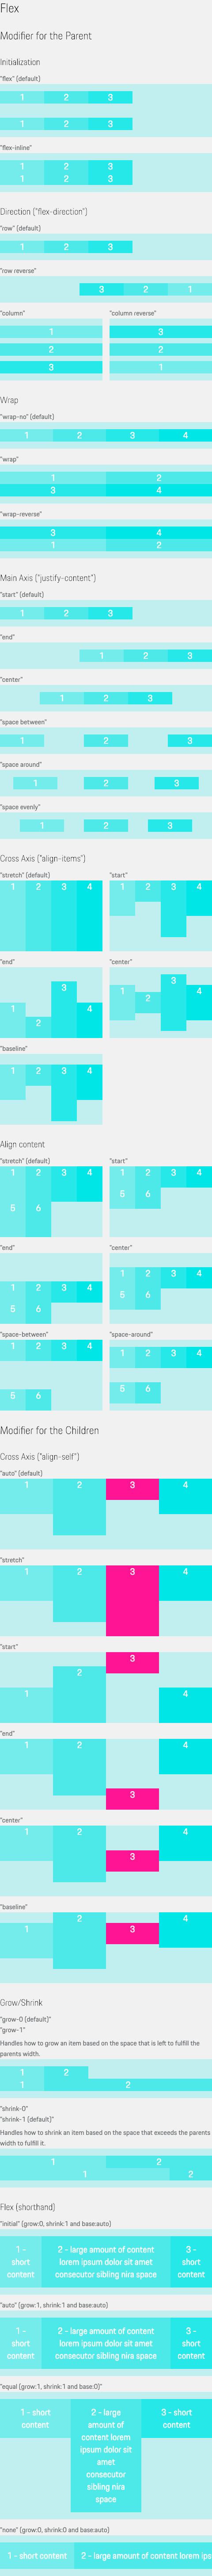 Flex
Modifier for the Parent
Initialization
"flex" (default)
1 2 3
1 2 3
"flex-inline"
1 2 3
1 2 3
Direction ("flex-direction")
"row" (default)
1 2 3
"row reverse"
3 2 1
"column" "column reverse"
1 3
2 2
3 1
Wrap
"wrap-no" (default)
1 2 3 4
"wrap"
1 2
3 4
"wrap-reverse"
3 4
1 2
Main Axis ("justify-content")
"start" (default)
1 2 3
"end"
1 2 3
"center"
1 2 3
"space between"
1 2 3
"space around"
1 2 3
"space evenly"
1 2 3
Cross Axis ("align-items")
"stretch" (default) "start"
1 2 3 4 1 2 3 4
"end" "center"
3 3
1 4 1 4
2 2
"baseline"
1 2 3 4
Align content
"stretch" (default) "start"
1 2 3 4 1 2 3 4
5 6 5 6
"end" "center"
1 2 3 4 1 2 3 4
5 6 5 6
"space-between" "space-around"
1 2 3 4 1 2 3 4
5 6 5 6
Modifier for the Children
Cross Axis ("align-self")
"auto" (default)
1 2 3 4
"stretch"
1 2 3 4
"start"
3
2
1 4
"end"
1 2 4
3
"center"
1 2 4
3
"baseline"
2 4
1 3
Grow/Shrink
"grow-0 (default)"
"grow-1"
Handles how to grow an item based on the space that is left to fulfill the
parents width.
1 2
1 2
"shrink-0"
"shrink-1 (default)"
Handles how to shrink an item based on the space that exceeds the parents
width to fulfill it.
1 2
1 2
Flex (shorthand)
"initial" (grow:0, shrink:1 and base:auto)
1 - short content
2 - large amount of content
lorem ipsum dolor sit amet
consecutor sibling nira space
3 - short content
"auto" (grow:1, shrink:1 and base:auto)
1 - short content
2 - large amount of content
lorem ipsum dolor sit amet
consecutor sibling nira space
3 - short content
"equal (grow:1, shrink:1 and base:0)"
1 - short
content
2 - large
amount of
content lorem
ipsum dolor sit
amet
consecutor
sibling nira
space
3 - short
content
"none" (grow:0, shrink:0 and base:auto)
1 - short content 2 - large amount of content lorem ips